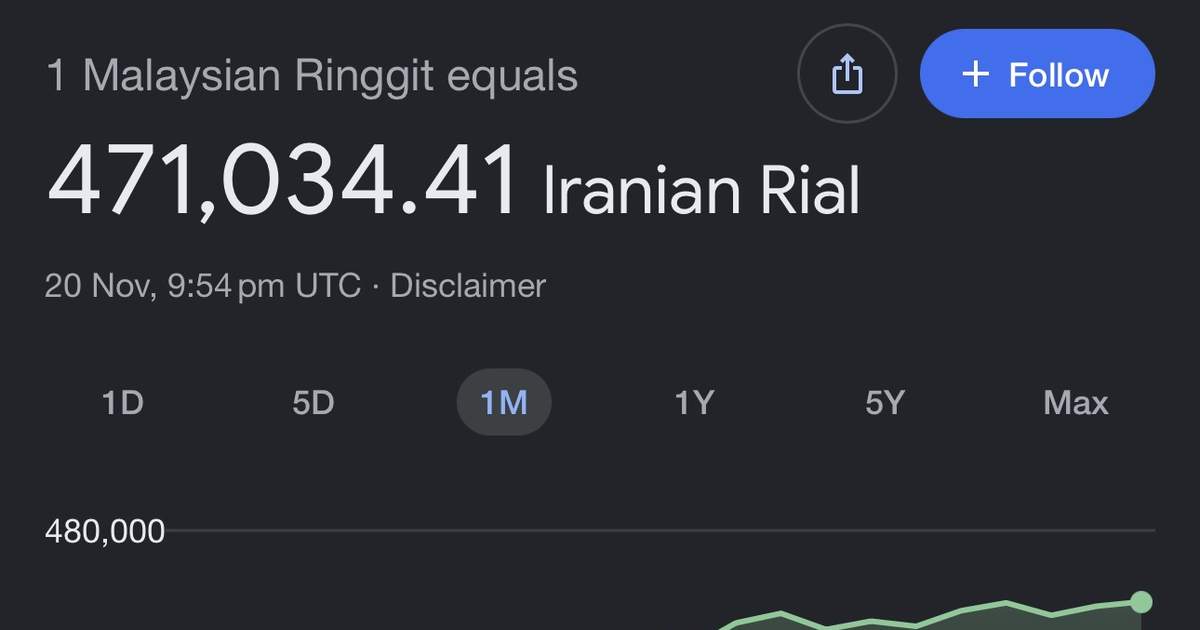 1 Malaysian Ringgit equals
+ Follow
471,034.41 Iranian Rial
20 Nov, 9:54 pm UTC · Disclaimer
1D 5D 1M 1Y 5Y Max
480,000